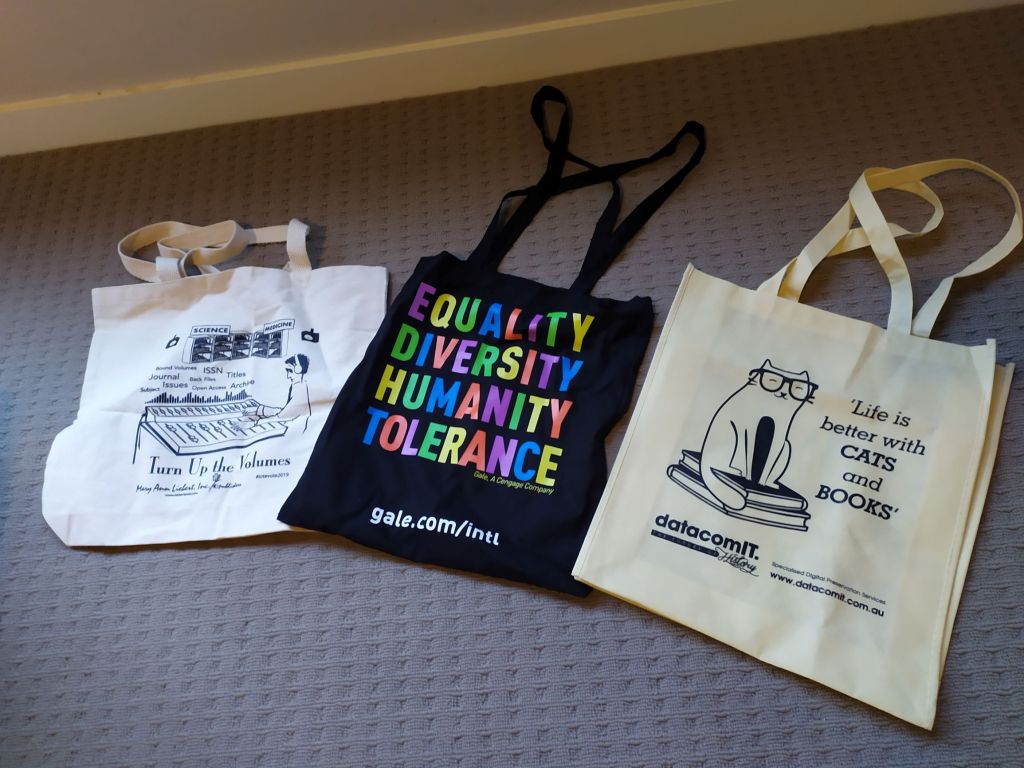 SCIENCE
MEDICINE
Bound Volumes ISSN Titles
Journal Back Files
Subject Issues Open Access Archive
Turn Up the Volumes
Mary Ann Liebert, Inc. publishers
#totevote2019
EQUALITY
DIVERSITY
HUMANITY
TOLERANCE
Gale, A Cengage Company
gale.com/intl
'Life is
better with
CATS
and
BOOKS'
datacomIT.
History
Specialised Digital Preservation Services
www.datacomit.com.au